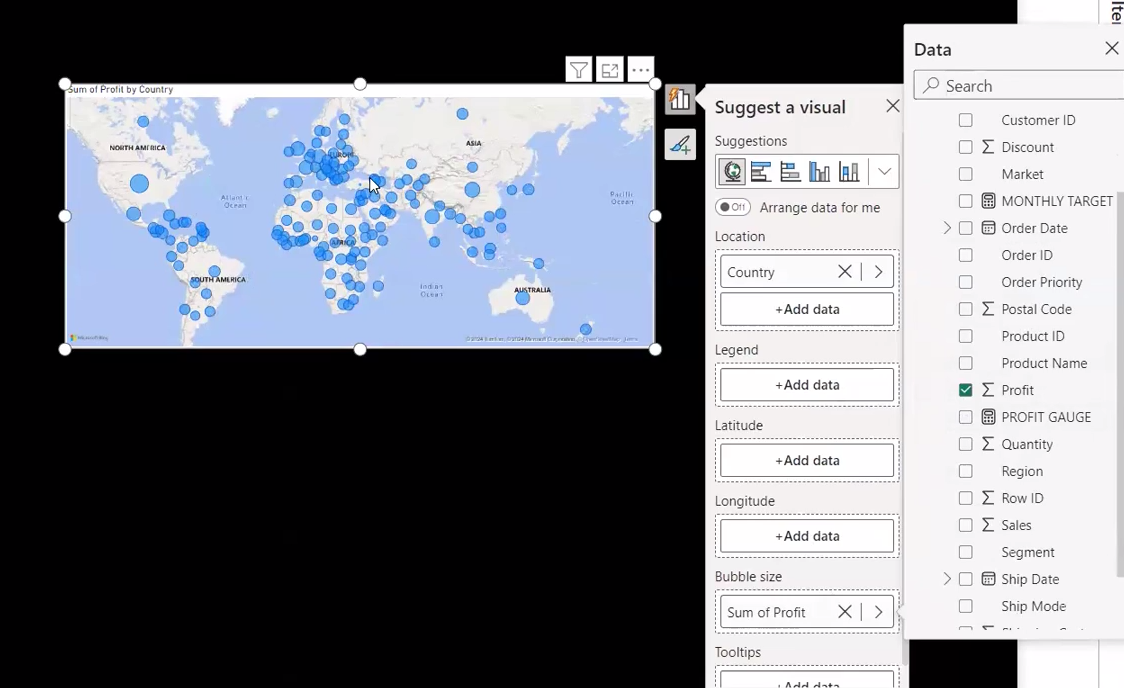 Sum of Profit by Country
NORTH AMERICA
EUROPE
ASIA
Atlantic
Ocean
Pacific
Ocean
AFRICA
SOUTH AMERICA
Indian
Ocean
AUSTRALIA
Microsoft Bing
Suggest a visual
Suggestions
Off
Arrange data for me
Location
Country
+Add data
Legend
+Add data
Latitude
+Add data
Longitude
+Add data
Bubble size
Sum of Profit
Tooltips
+Add data
Data
Search
Customer ID
Discount
Market
MONTHLY TARGET
Order Date
Order ID
Order Priority
Postal Code
Product ID
Product Name
Profit
PROFIT GAUGE
Quantity
Region
Row ID
Sales
Segment
Ship Date
Ship Mode